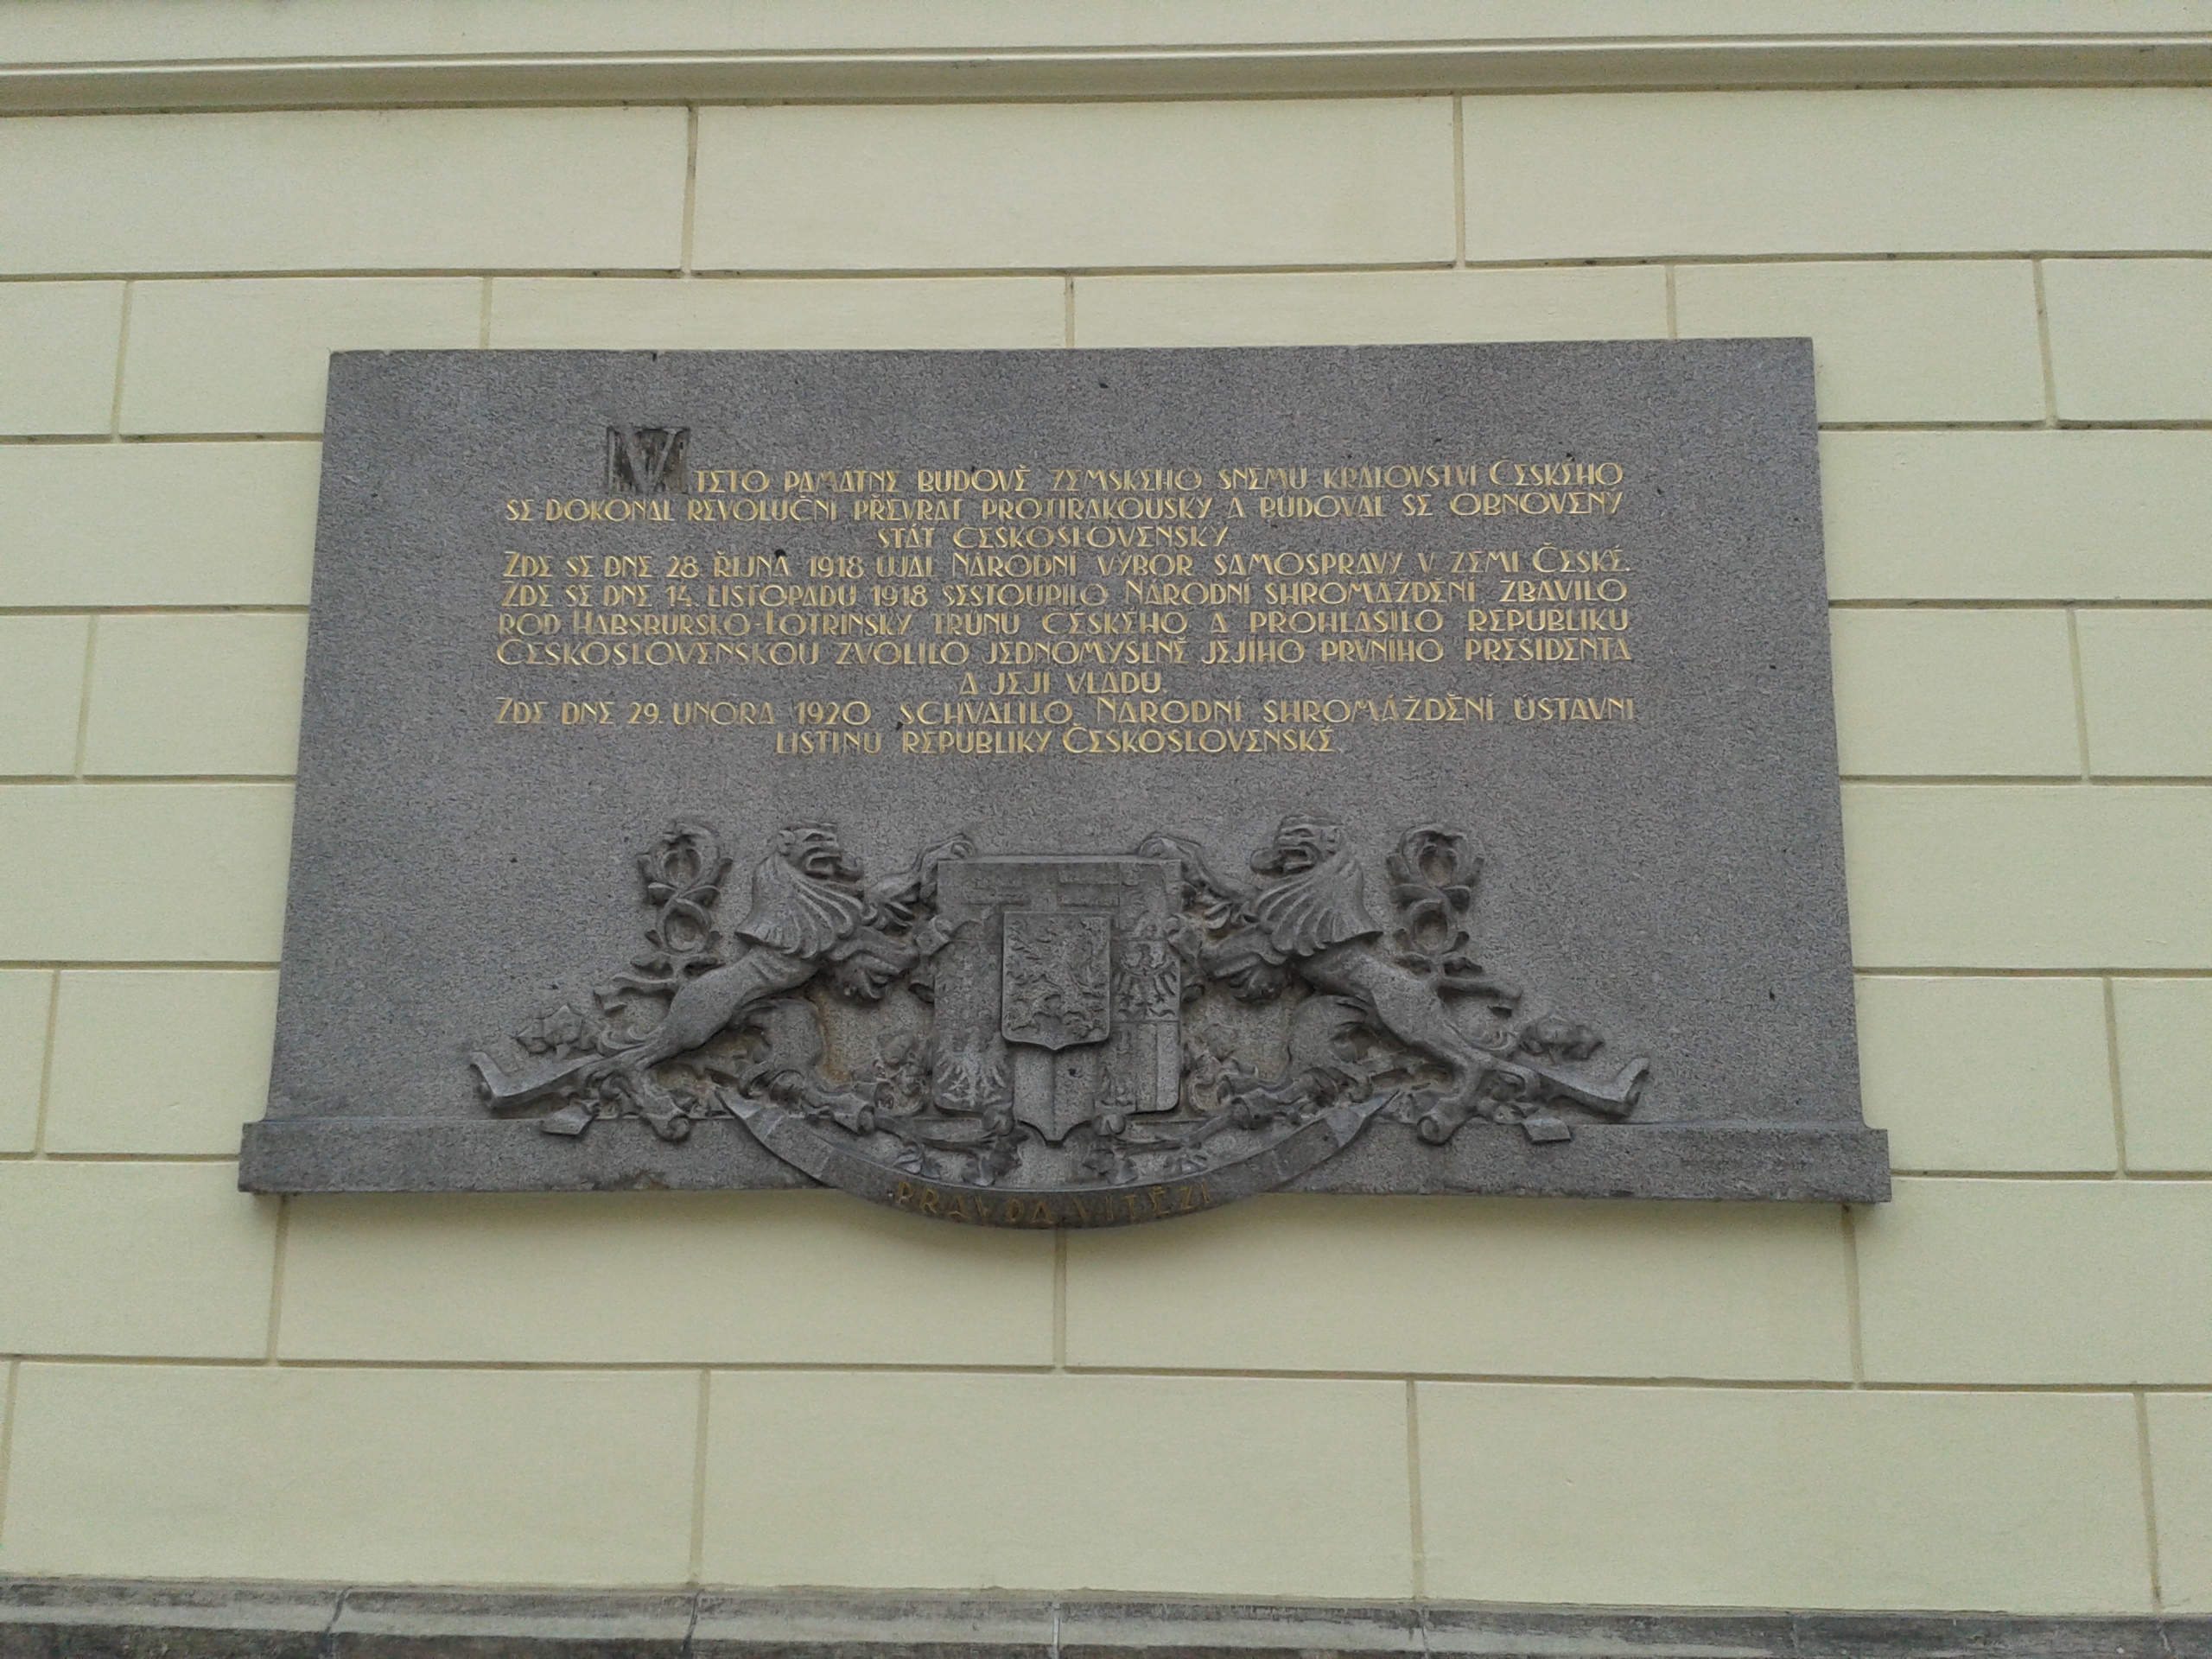 V TÉTO PAMÁTNÉ BUDOVĚ ZEMSKÉHO SNĚMU KRÁLOVSTVÍ ČESKÉHO
SE DOKONAL REVOLUČNÍ PŘEVRAT PROTIRAKOUSKÝ A BUDOVAL SE OBNOVENÝ
STÁT ČESKOSLOVENSKÝ
ZDE SE DNE 28. ŘÍJNA 1918 UJAL NÁRODNÍ VÝBOR SAMOSPRÁVY V ZEMI ČESKÉ.
ZDE SE DNE 14. LISTOPADU 1918 SESTOUPILO NÁRODNÍ SHROMÁŽDĚNÍ ZBAVILO
ROD HABSBURSKO-LOTRINSKÝ TRŮNU ČESKÉHO A PROHLÁSILO REPUBLIKU
ČESKOSLOVENSKOU ZVOLILO JEDNOMYSLNĚ JEJÍHO PRVNÍHO PRESIDENTA
A JEJÍ VLÁDU.
ZDE DNE 29. ÚNORA 1920 SCHVÁLILO NÁRODNÍ SHROMÁŽDĚNÍ ÚSTAVNÍ
LISTINU REPUBLIKY ČESKOSLOVENSKÉ.
PRAVDA VÍTĚZÍ